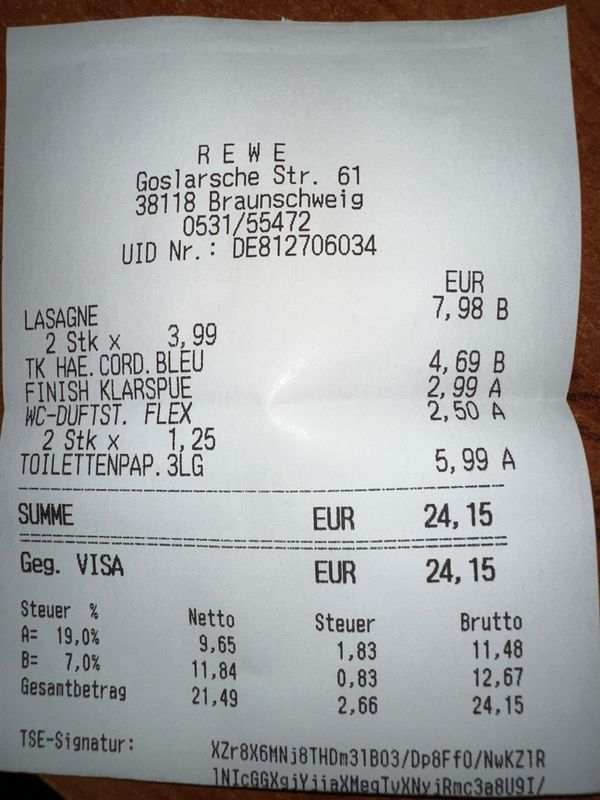 R E W E
Goslarsche Str. 61
38118 Braunschweig
0531/55472
UID Nr.: DE812706034
EUR
LASAGNE 7,98 B
2 Stk x 3,99
TK HAE.CORD.BLEU 4,69 B
FINISH KLARSPUE 2,99 A
WC-DUFTST. FLEX 2,50 A
2 Stk x 1,25
TOILETTENPAP.3LG 5,99 A
SUMME EUR 24,15
Geg. VISA EUR 24,15
Steuer % Netto Steuer Brutto
A= 19,0% 9,65 1,83 11,48
B= 7,0% 11,84 0,83 12,67
Gesamtbetrag 21,49 2,66 24,15
TSE-Signatur: XZr8X6MNj8THDm31B03/Dp8Ff0/NwKZ1R